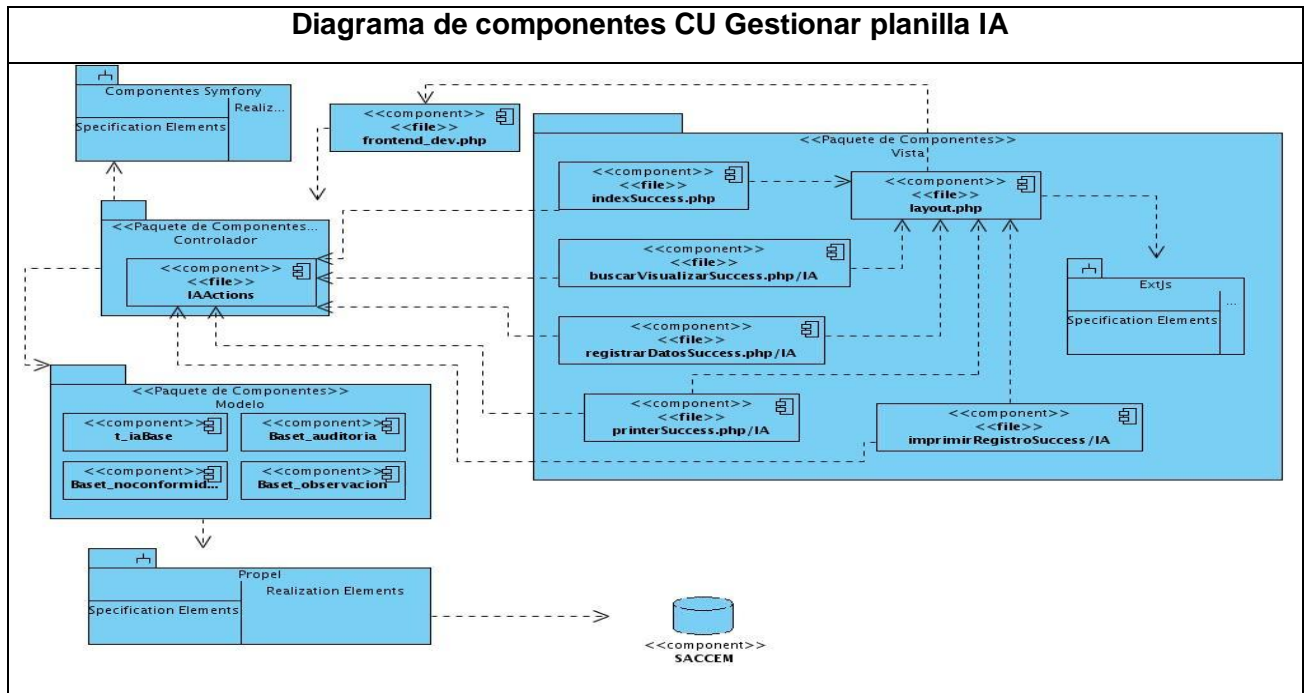 Diagrama de componentes CU Gestionar planilla IA
Componentes Symfony
Realiz...
Specification Elements
<<component>>
<<file>>
frontend_dev.php
<<Paquete de Componentes>>
Vista
<<component>>
<<file>>
indexSuccess.php
<<component>>
<<file>>
layout.php
<<Paquete de Componentes...
Controlador
<<component>>
<<file>>
IAActions
<<component>>
<<file>>
buscarVisualizarSuccess.php/IA
ExtJs
...
Specification Elements
<<component>>
<<file>>
registrarDatosSuccess.php/IA
<<Paquete de Componentes>>
Modelo
<<component>>
t_iaBase
<<component>>
Baset_auditoria
<<component>>
Baset_noconformid...
<<component>>
Baset_observacion
<<component>>
<<file>>
printerSuccess.php/IA
<<component>>
<<file>>
imprimirRegistroSuccess/IA
Propel
Realization Elements
Specification Elements
<<component>>
SACCEM